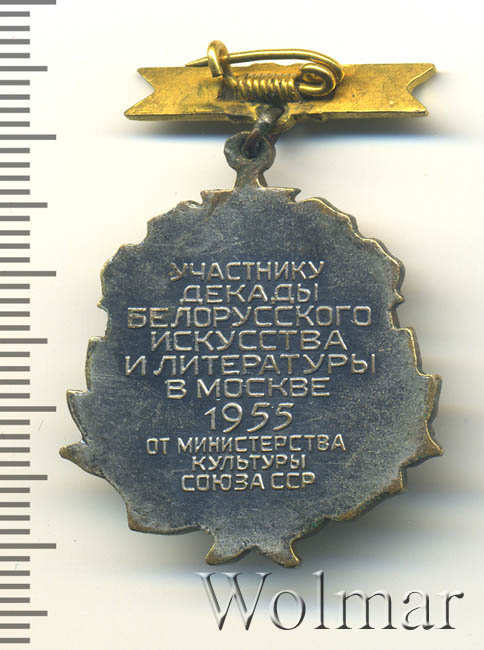 УЧАСТНИКУ
ДЕКАДЫ
БЕЛОРУССКОГО
ИСКУССТВА
И ЛИТЕРАТУРЫ
В МОСКВЕ
1955
ОТ МИНИСТЕРСТВА
КУЛЬТУРЫ
СОЮЗА ССР
Wolmar